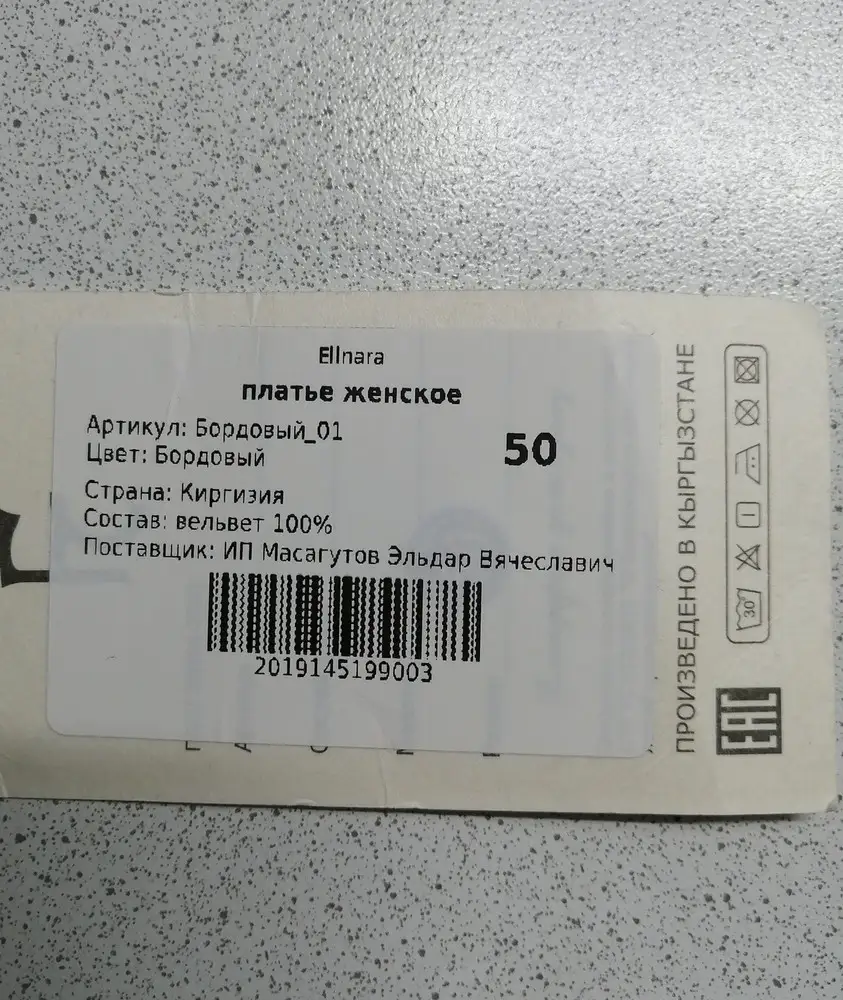 Ellnara
платье женское
Артикул: Бордовый_01
50
Цвет: Бордовый
Страна: Киргизия
Состав: вельвет 100%
Поставщик: ИП Масагутов Эльдар Вячеславич
2019145199003
ПРОИЗВЕДЕНО В КЫРГЫЗСТАНЕ
30°
EAC